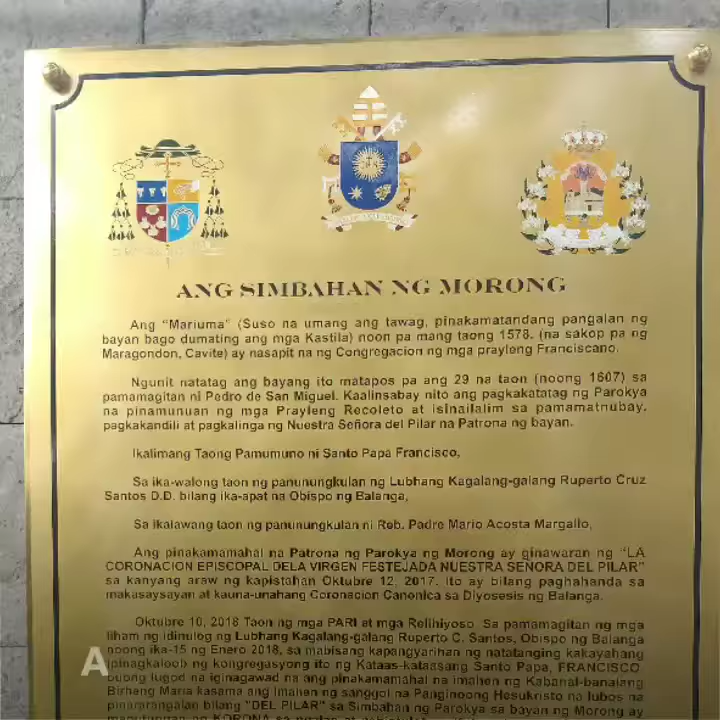 ANG SIMBAHAN NG MORONG
Ang "Mariuma" (Suso na umang ang tawag, pinakamatandang pangalan ng
bayan bago dumating ang mga Kastila) noon pa mang taong 1578. (na sakop pa ng
Maragondon, Cavite) ay nasapit na ng Congregacion ng mga prayleng Franciscano.
Ngunit natatag ang bayang ito matapos pa ang 29 na taon (noong 1607) sa
pamamagitan ni Pedro de San Miguel. Kaalinsabay nito ang pagkakatatag ng Parokya
na pinamunuan ng mga Prayleng Recoleto at isinailalim sa pamamatnubay,
pagkakandili at pagkalinga ng Nuestra Señora del Pilar na Patrona ng bayan.
Ikalimang Taong Pamumuno ni Santo Papa Francisco,
Sa ika-walong taon ng panunungkulan ng Lubhang Kagalang-galang Ruperto Cruz
Santos D.D. bilang ika-apat na Obispo ng Balanga,
Sa ikalawang taon ng panunungkulan ni Reb. Padre Mario Acosta Margallo,
Ang pinakamamahal na Patrona ng Parokya ng Morong ay ginawaran ng "LA
CORONACION EPISCOPAL DELA VIRGEN FESTEJADA NUESTRA SEÑORA DEL PILAR"
sa kanyang araw ng kapistahan Oktubre 12, 2017. Ito ay bilang paghahanda sa
makasaysayan at kauna-unahang Coronacion Canonica sa Diyosesis ng Balanga.
Oktubre 10, 2018 Taon ng mga PARI at mga Relihiyoso. Sa pamamagitan ng mga
liham ng idinulog ng Lubhang Kagalang-galang Ruperto C. Santos, Obispo ng Balanga
noong ika-15 ng Enero 2018, sa mabisang kapangyarihan ng natatanging kakayahang
ipinagkaloob ng kongregasyong ito ng Kataas-kataasang Santo Papa, FRANCISCO
buong lugod na iginagawad na ang pinakamamahal na imahen ng Kabanal-banalang
Birheng Maria kasama ang imahen ng sanggol na Panginoong Hesukristo na lubos na
pinararangalan bilang "DEL PILAR" sa Simbahan ng Parokya sa bayan ng Morong ay
ng KORONA sa
A